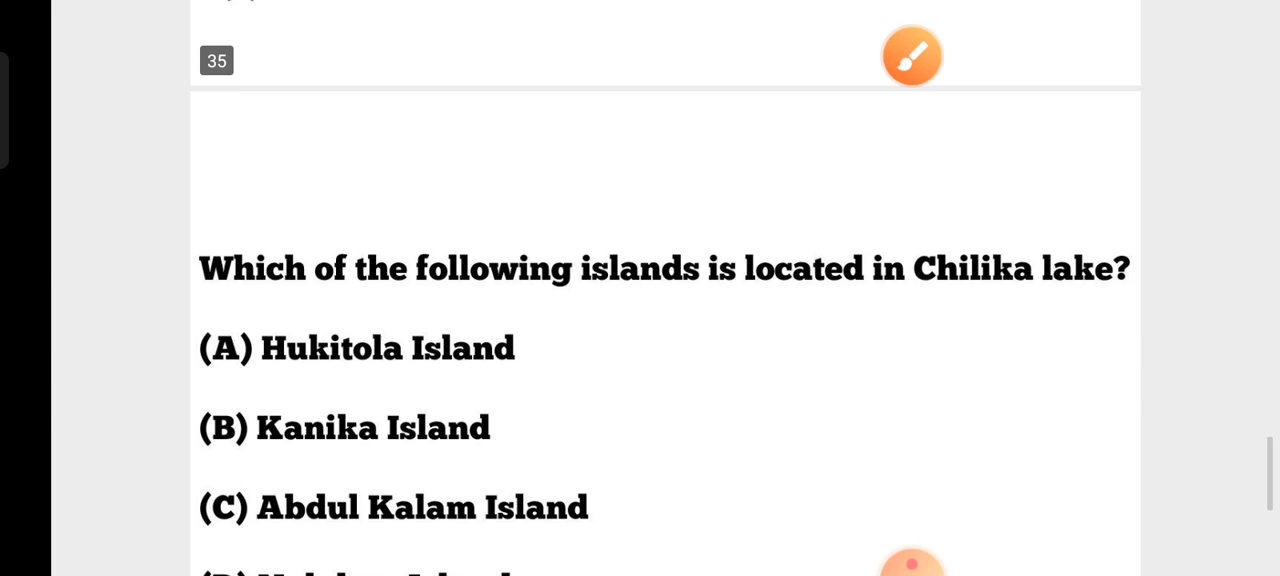 35
Which of the following islands is located in Chilika lake?
(A) Hukitola Island
(B) Kanika Island
(C) Abdul Kalam Island